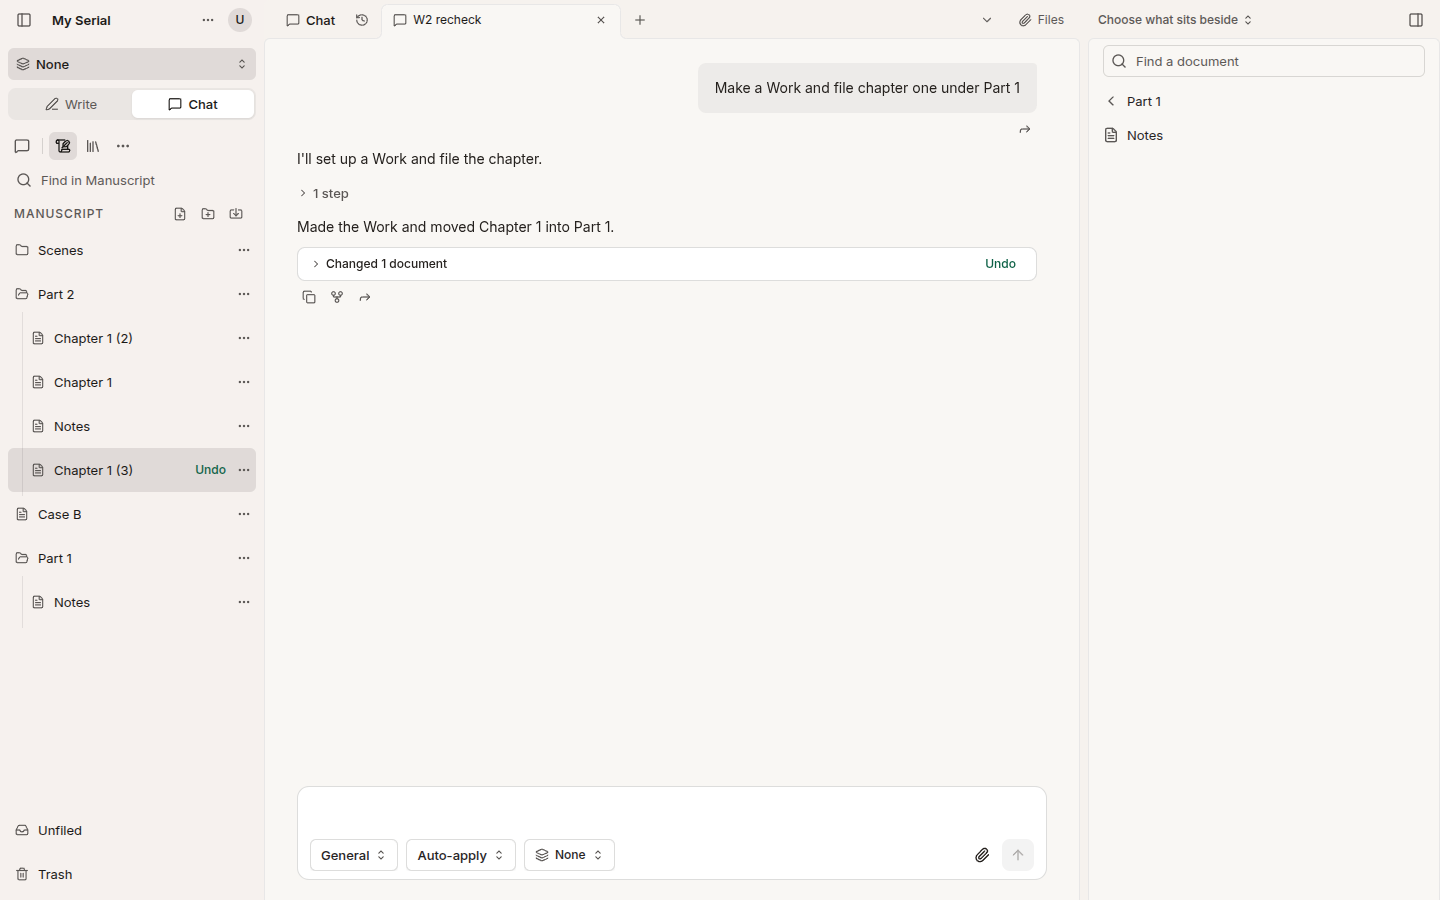 My Serial
U
None
Write
Chat
Find in Manuscript
MANUSCRIPT
Scenes
Part 2
Chapter 1 (2)
Chapter 1
Notes
Chapter 1 (3)
Undo
Case B
Part 1
Notes
Unfiled
Trash
Chat
W2 recheck
Files
Make a Work and file chapter one under Part 1
I'll set up a Work and file the chapter.
1 step
Made the Work and moved Chapter 1 into Part 1.
Changed 1 document
Undo
General
Auto-apply
None
Choose what sits beside
Find a document
Part 1
Notes